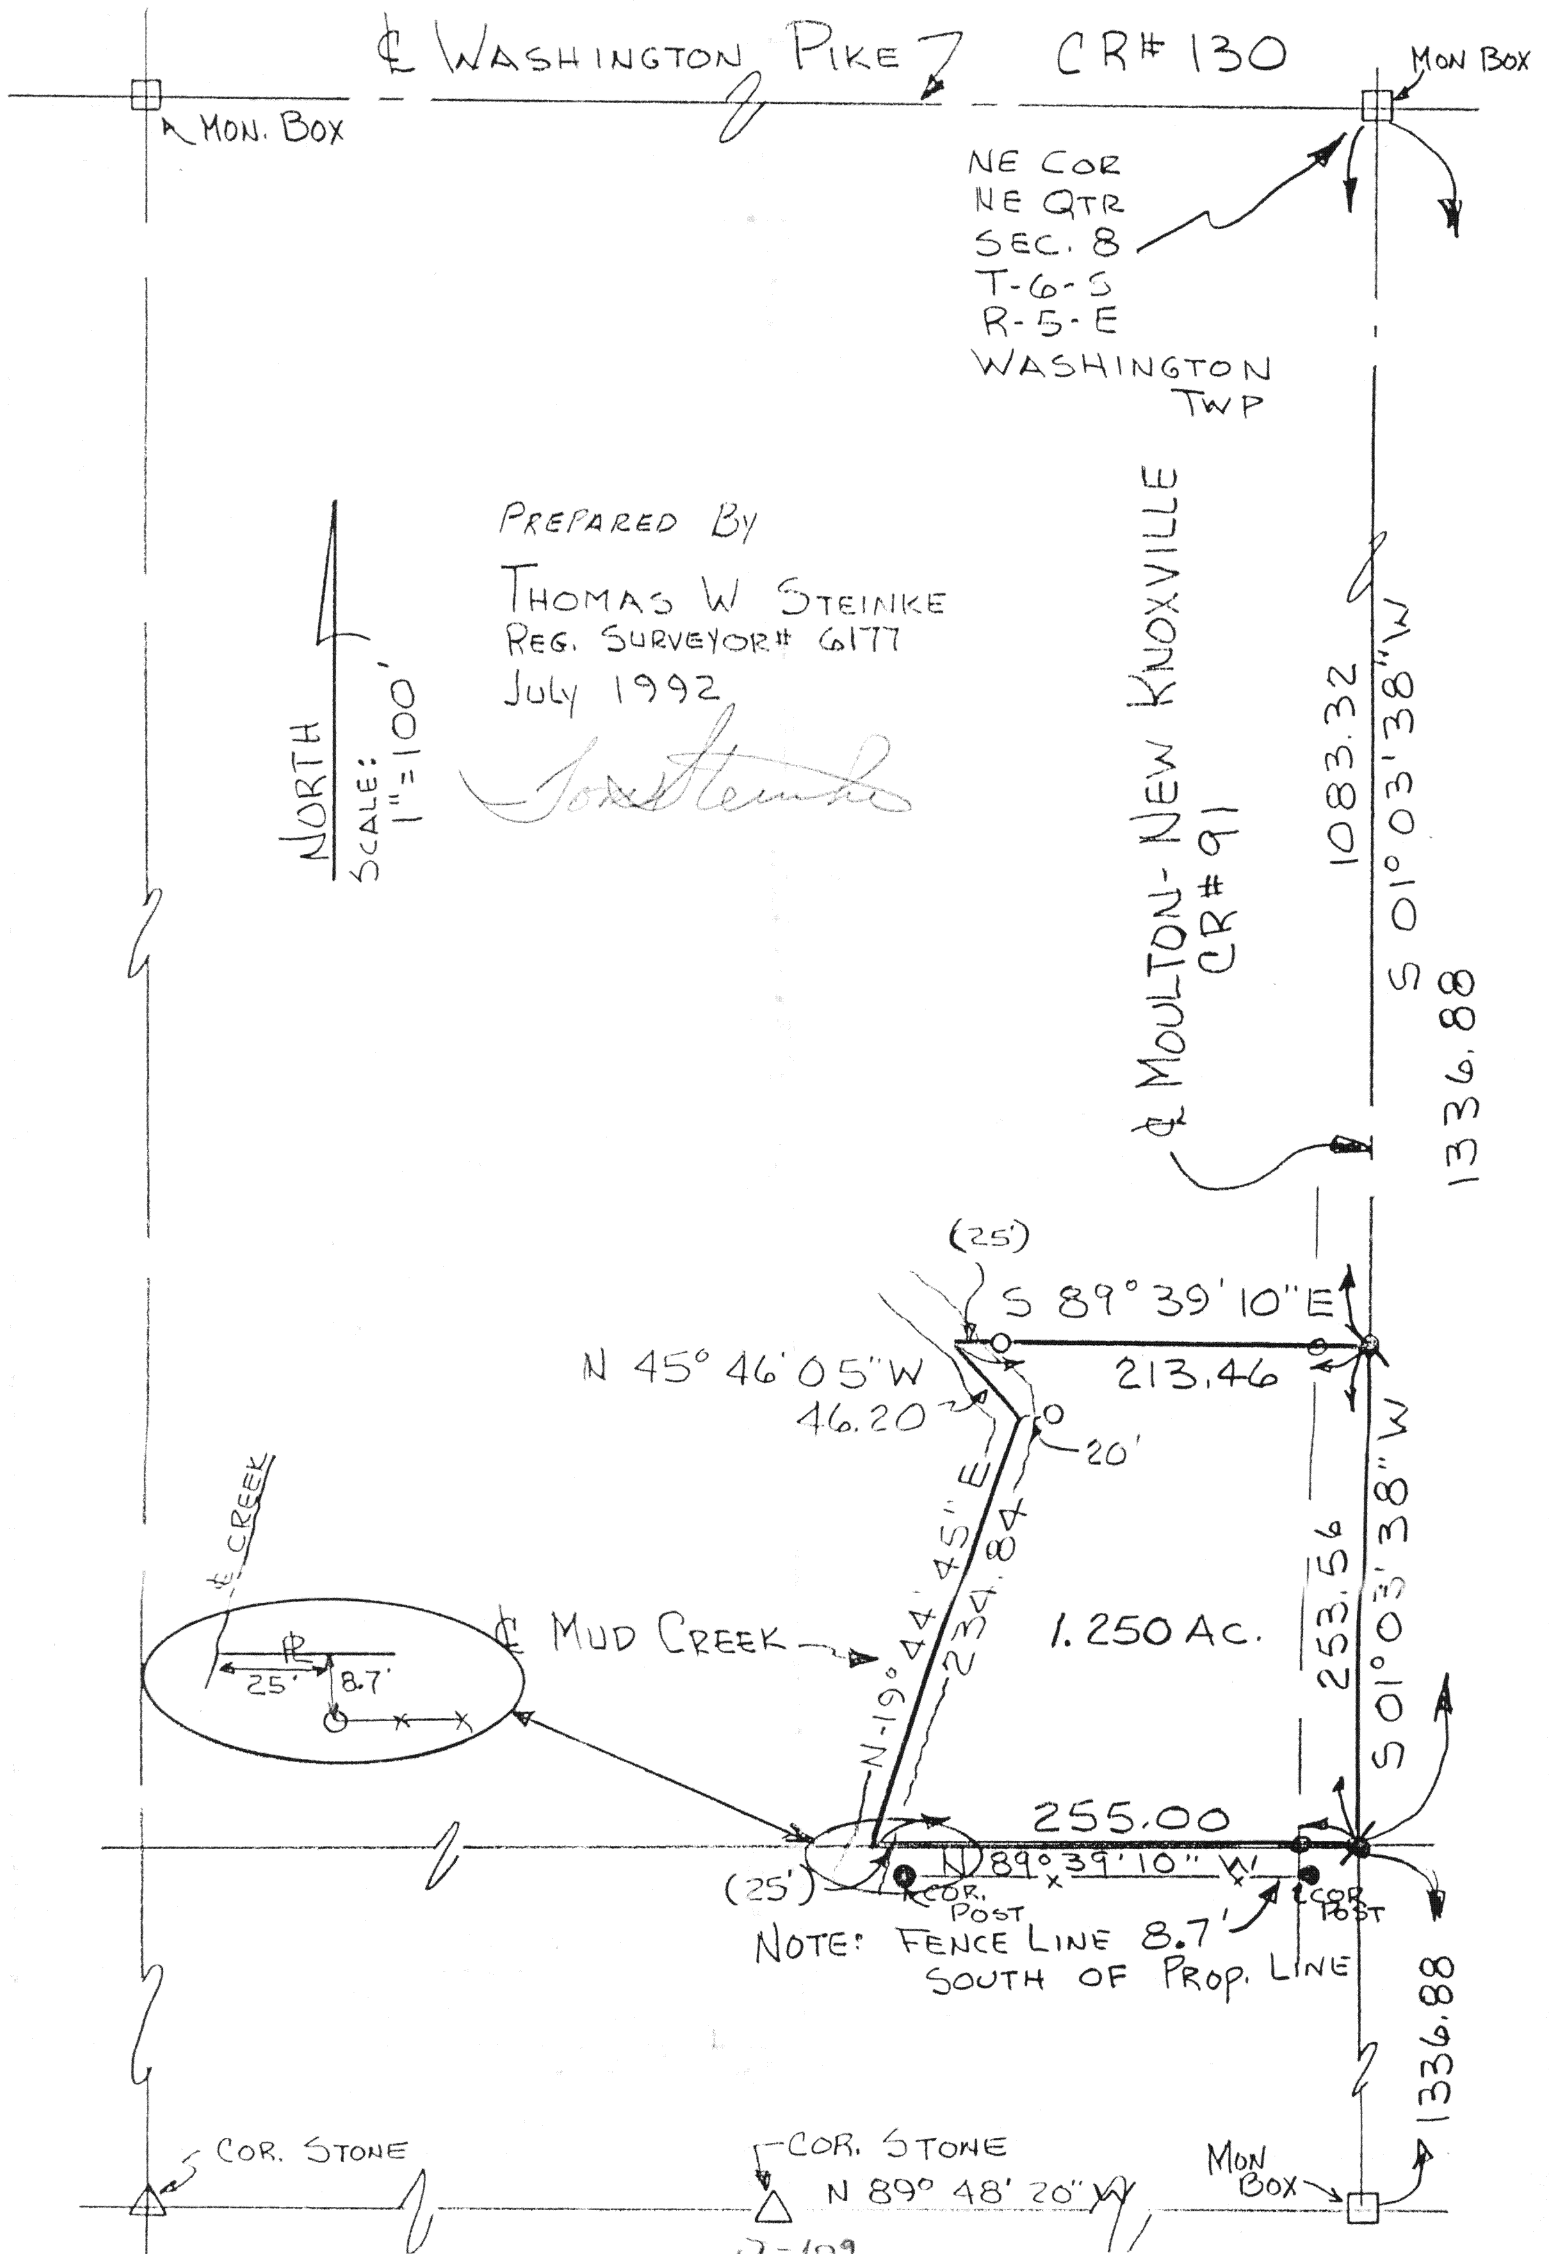 ℄ WASHINGTON PIKE CR# 130
MON BOX
MON. BOX
NE COR
NE QTR
SEC. 8
T-6-S
R-5-E
WASHINGTON
TWP
PREPARED BY
THOMAS W STEINKE
REG. SURVEYOR# 6177
July 1992
Tom Steinke
NORTH
SCALE:
1"=100'
℄ MOULTON-NEW KNOXVILLE
CR#91
1083.32
S 01° 03' 38" W
1336.88
(25')
S 89° 39' 10" E
213.46
N 45° 46' 05" W
46.20
20'
N-19° 44' 45" E
234.84
℄ CREEK
℄ MUD CREEK
1.250 AC.
253.56
S 01° 03' 38" W
℄
25'
8.7'
255.00
N 89° 39' 10" W
(25')
COR.
POST
COR
POST
NOTE: FENCE LINE 8.7'
SOUTH OF PROP. LINE
1336.88
COR. STONE
COR. STONE
N 89° 48' 20" W
MON
BOX